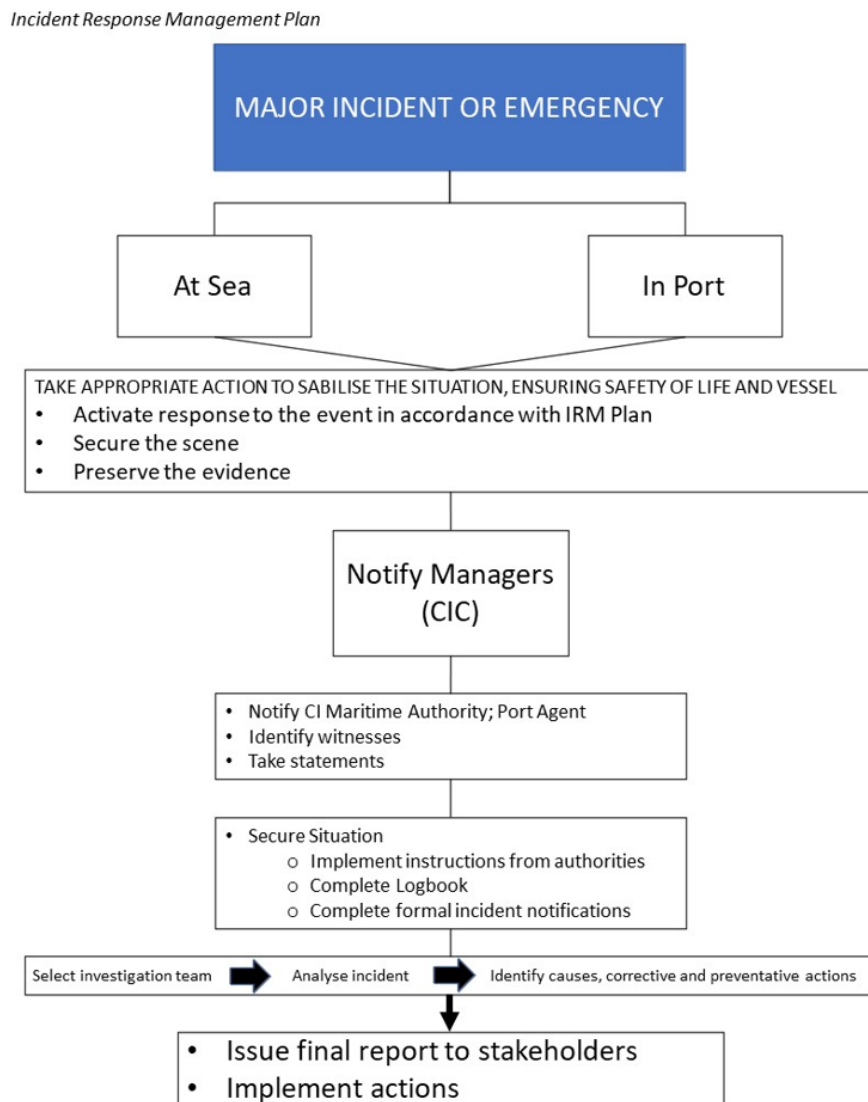 Incident Response Management Plan
MAJOR INCIDENT OR EMERGENCY
At Sea
In Port
TAKE APPROPRIATE ACTION TO SABILISE THE SITUATION, ENSURING SAFETY OF LIFE AND VESSEL
• Activate response to the event in accordance with IRM Plan
• Secure the scene
• Preserve the evidence
Notify Managers
(CIC)
• Notify CI Maritime Authority; Port Agent
• Identify witnesses
• Take statements
• Secure Situation
o Implement instructions from authorities
o Complete Logbook
o Complete formal incident notifications
Select investigation team
Analyse incident
Identify causes, corrective and preventative actions
• Issue final report to stakeholders
• Implement actions